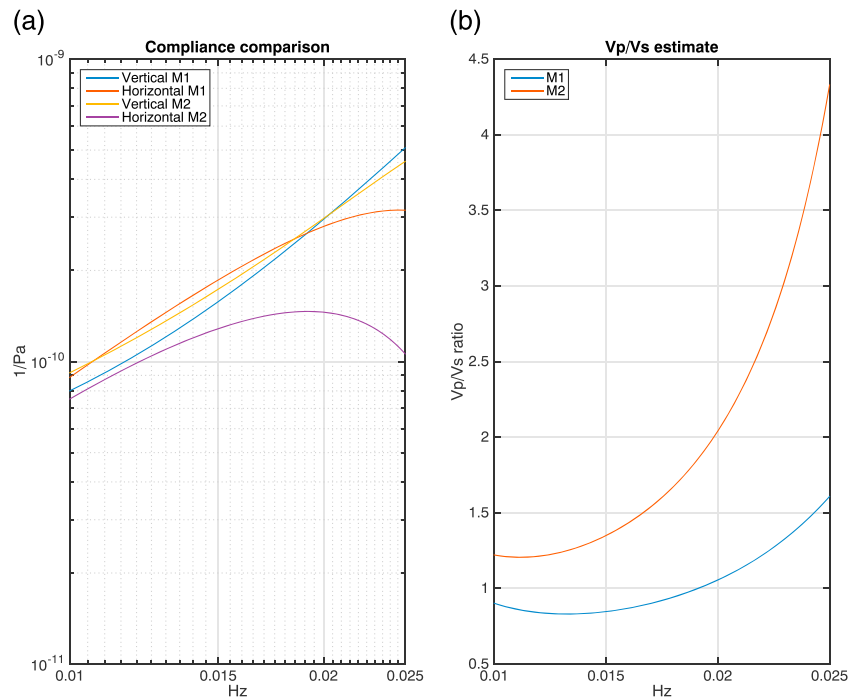 (a)
Compliance comparison
10^-9
Vertical M1
Horizontal M1
Vertical M2
Horizontal M2
1/Pa
10^-10
10^-11
0.01
0.015
0.02
0.025
Hz
(b)
Vp/Vs estimate
4.5
M1
M2
4
3.5
3
2.5
Vp/Vs ratio
2
1.5
1
0.5
0.01
0.015
0.02
0.025
Hz